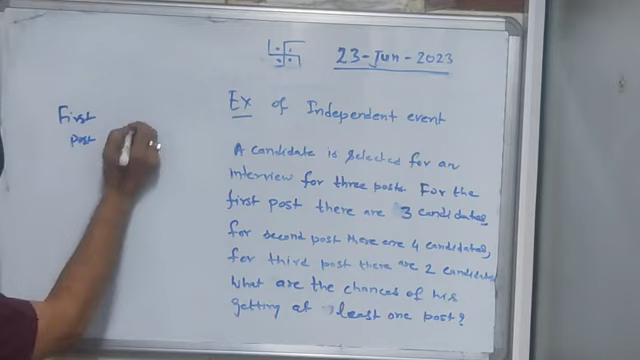 23-Jun-2023
Ex of Independent event
First
post
A candidate is selected for an
interview for three posts. For the
first post there are 3 candidates,
for second post there are 4 candidates,
for third post there are 2 candidates
What are the chances of his
getting at least one post?